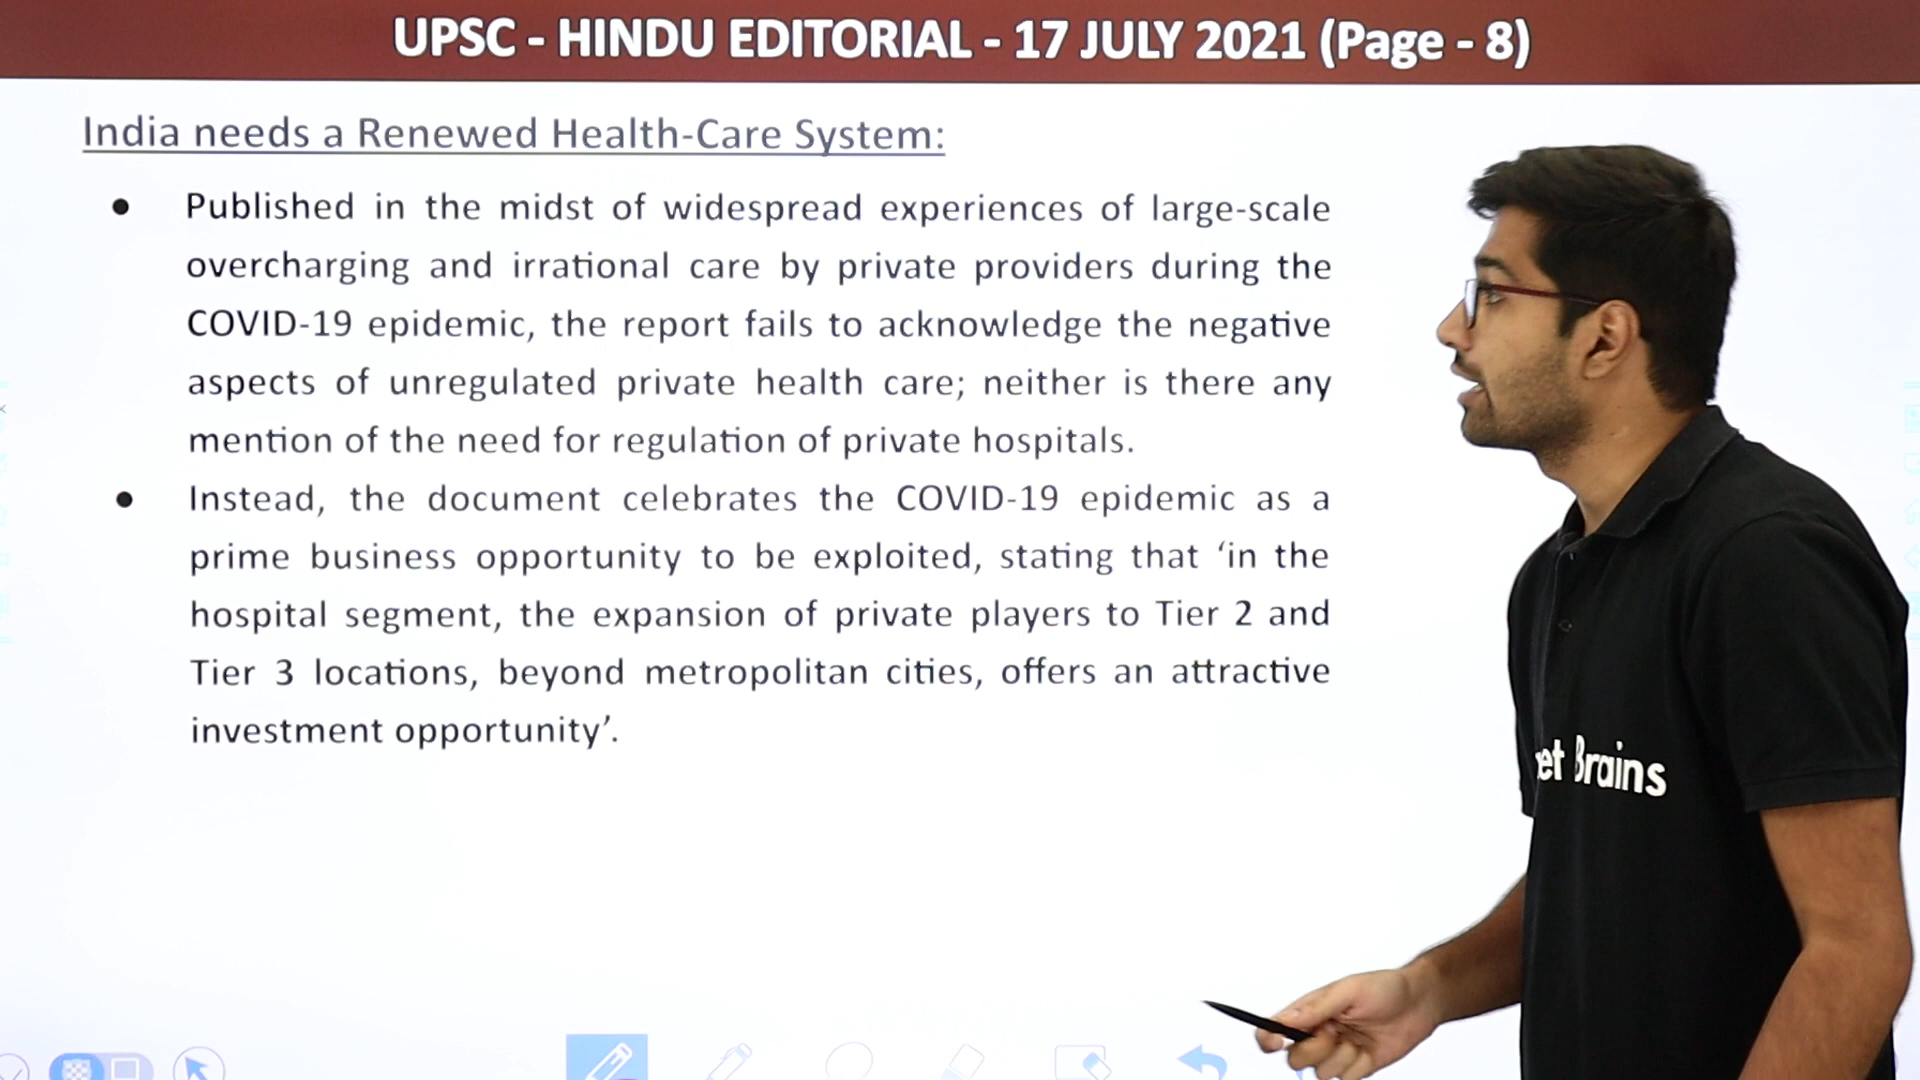 UPSC - HINDU EDITORIAL - 17 JULY 2021 (Page - 8)
India needs a Renewed Health-Care System:
● Published in the midst of widespread experiences of large-scale
overcharging and irrational care by private providers during the
COVID-19 epidemic, the report fails to acknowledge the negative
aspects of unregulated private health care; neither is there any
mention of the need for regulation of private hospitals.
● Instead, the document celebrates the COVID-19 epidemic as a
prime business opportunity to be exploited, stating that ‘in the
hospital segment, the expansion of private players to Tier 2 and
Tier 3 locations, beyond metropolitan cities, offers an attractive
investment opportunity’.
et Brains